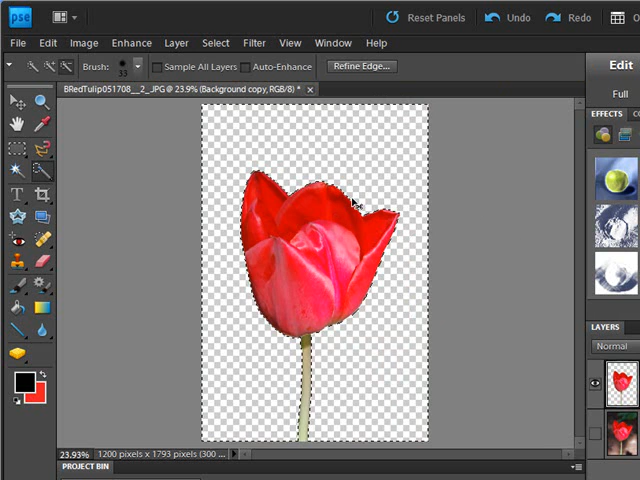 pse
Reset Panels
Undo
Redo
O
File Edit Image Enhance Layer Select Filter View Window Help
Brush: 33 Sample All Layers Auto-Enhance Refine Edge...
Edit
BRedTulip051708__2_.JPG @ 23.9% (Background copy, RGB/8) *
Full
EFFECTS CO
T
LAYERS
Normal
23.93% 1200 pixels x 1793 pixels (300 ...
PROJECT BIN